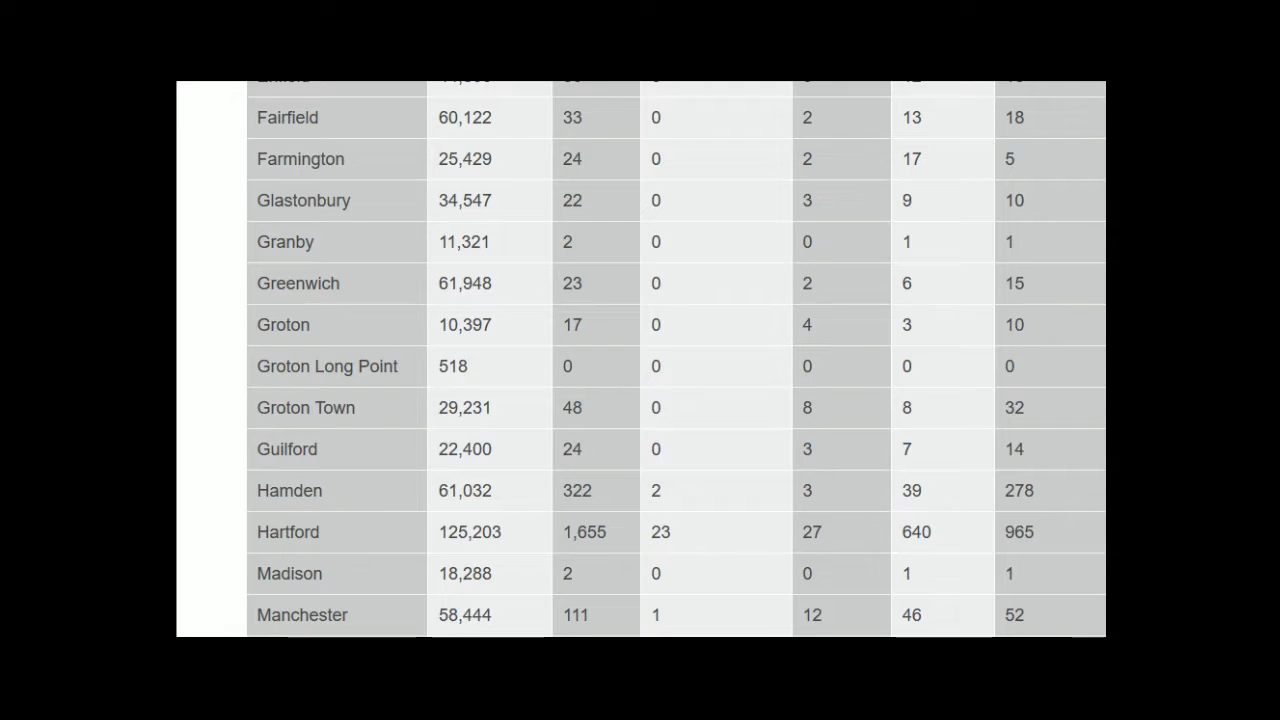 Fairfield 60,122 33 0 2 13 18
Farmington 25,429 24 0 2 17 5
Glastonbury 34,547 22 0 3 9 10
Granby 11,321 2 0 0 1 1
Greenwich 61,948 23 0 2 6 15
Groton 10,397 17 0 4 3 10
Groton Long Point 518 0 0 0 0 0
Groton Town 29,231 48 0 8 8 32
Guilford 22,400 24 0 3 7 14
Hamden 61,032 322 2 3 39 278
Hartford 125,203 1,655 23 27 640 965
Madison 18,288 2 0 0 1 1
Manchester 58,444 111 1 12 46 52